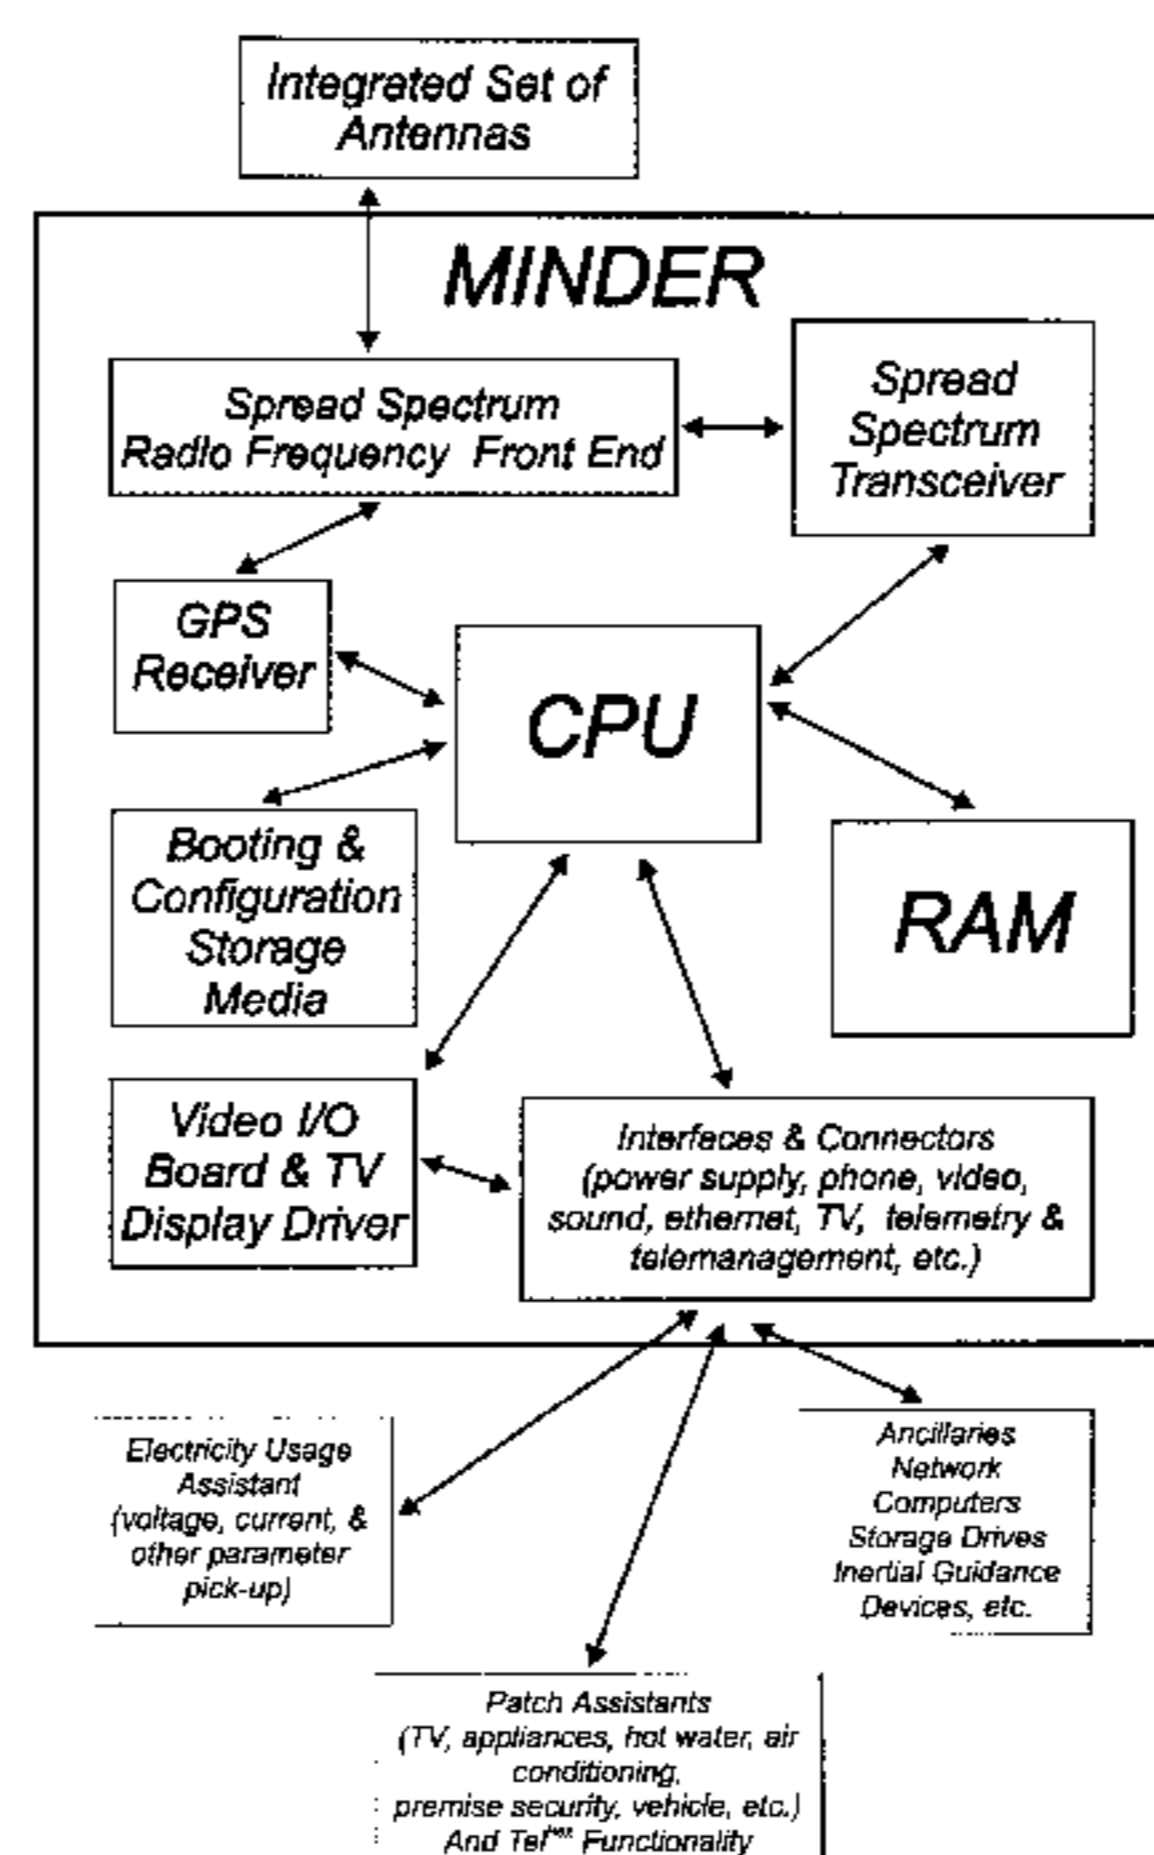 Integrated Set of
Antennas
MINDER
Spread Spectrum
Radio Frequency Front End
Spread
Spectrum
Transceiver
GPS
Receiver
CPU
Booting &
Configuration
Storage
Media
RAM
Video I/O
Board & TV
Display Driver
Interfaces & Connectors
(power supply, phone, video,
sound, ethernet, TV, telemetry &
telemanagement, etc.)
Electricity Usage
Assistant
(voltage, current, &
other parameter
pick-up)
Ancillaries
Network
Computers
Storage Drives
Inertial Guidance
Devices, etc.
Patch Assistants
(TV, appliances, hot water, air
conditioning,
premise security, vehicle, etc.)
And Functionality